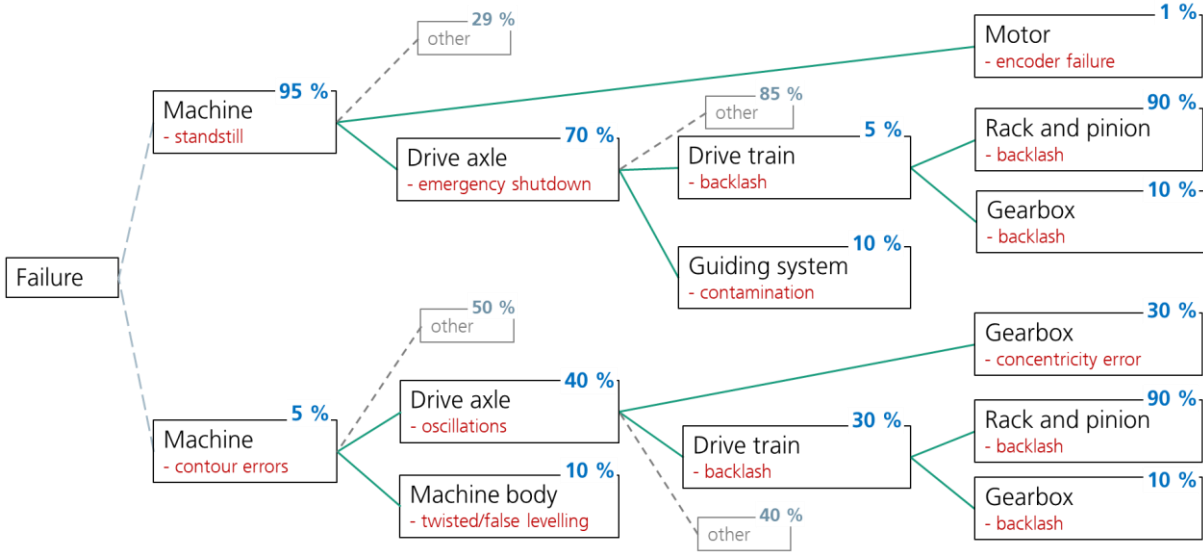 29 %
other
1 %
Motor
- encoder failure
95 %
Machine
- standstill
85 %
other
90 %
Rack and pinion
- backlash
70 %
Drive axle
- emergency shutdown
5 %
Drive train
- backlash
10 %
Gearbox
- backlash
10 %
Guiding system
- contamination
Failure
50 %
other
30 %
Gearbox
- concentricity error
40 %
Drive axle
- oscillations
5 %
Machine
- contour errors
30 %
Drive train
- backlash
90 %
Rack and pinion
- backlash
10 %
Machine body
- twisted/false levelling
10 %
Gearbox
- backlash
40 %
other